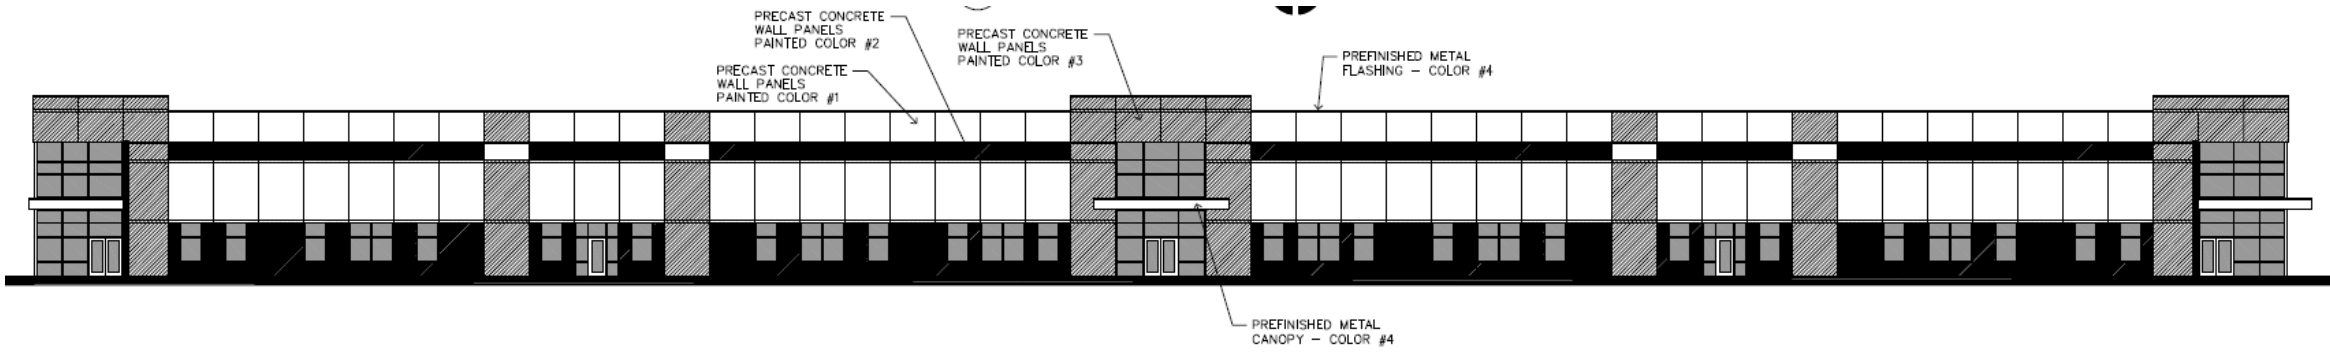 PRECAST CONCRETE
WALL PANELS
PAINTED COLOR #2
PRECAST CONCRETE
WALL PANELS
PAINTED COLOR #3
PREFINISHED METAL
FLASHING - COLOR #4
PRECAST CONCRETE
WALL PANELS
PAINTED COLOR #1
PREFINISHED METAL
CANOPY - COLOR #4